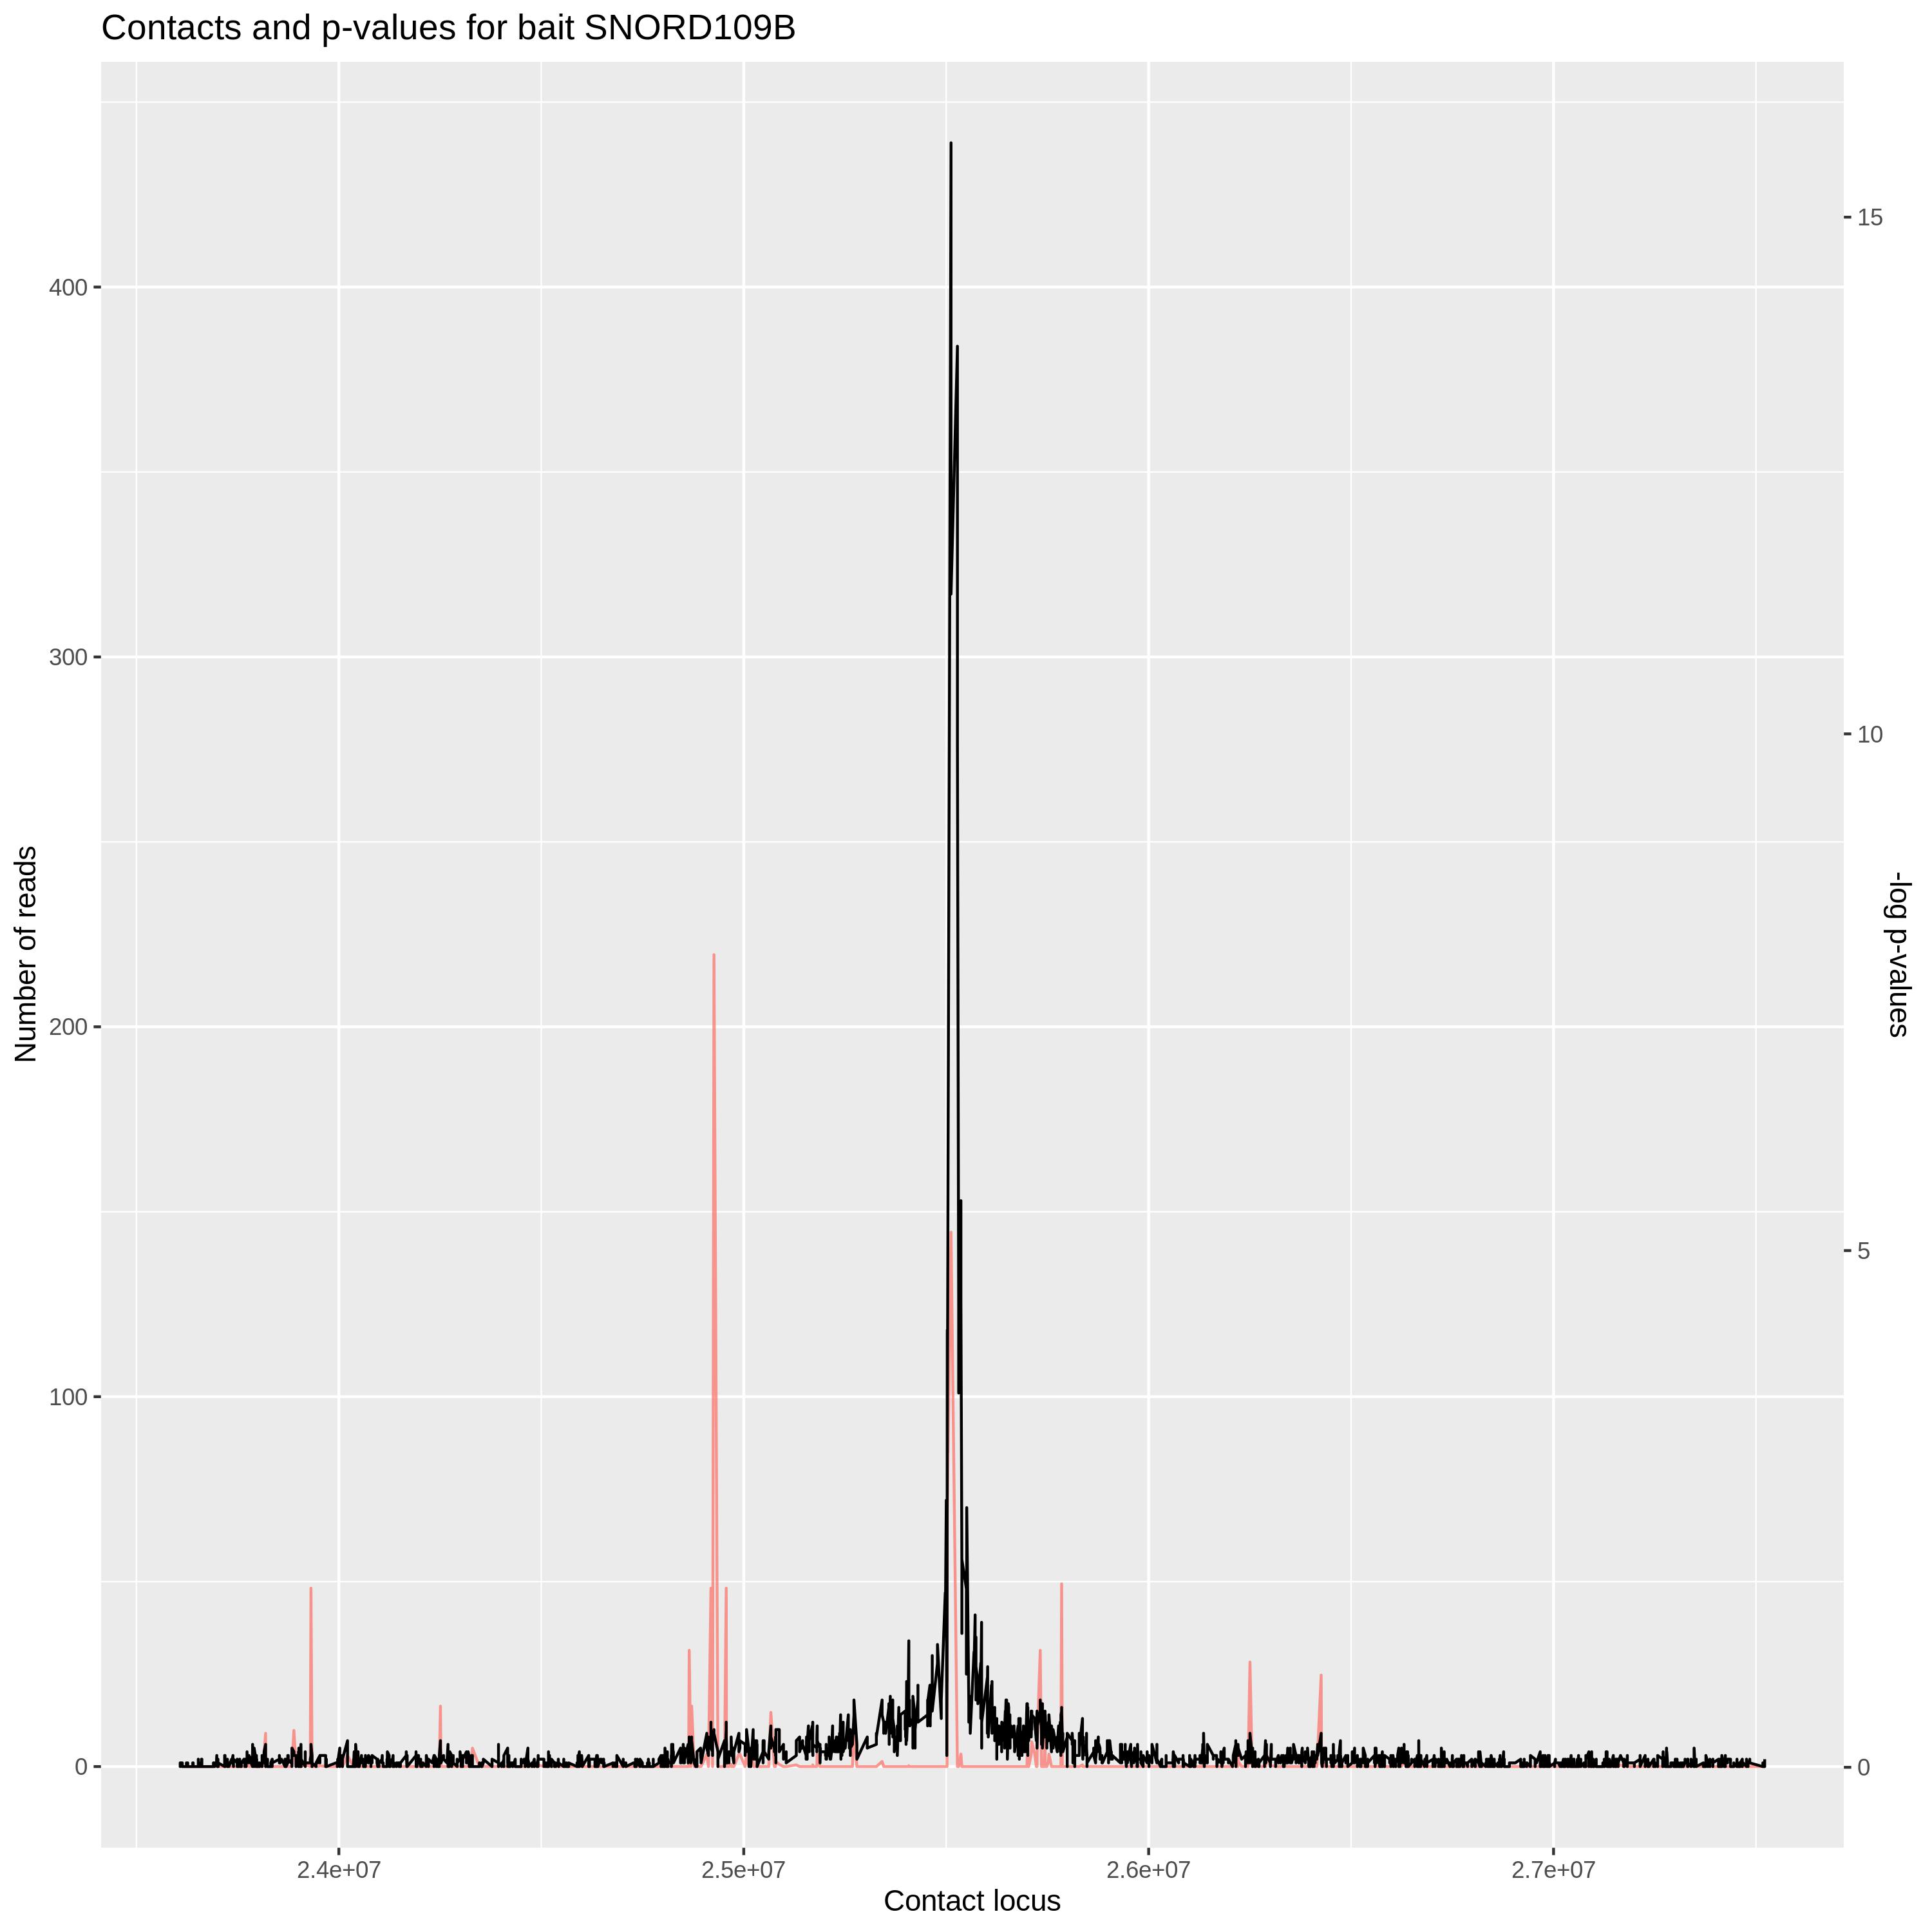 Contacts and p-values for bait SNORD109B
Number of reads
400
300
200
100
0
15
10
5
0
-log p-values
2.4e+07
2.5e+07
2.6e+07
2.7e+07
Contact locus